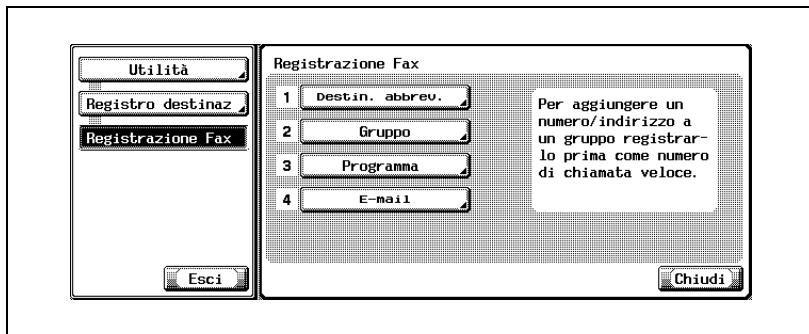 Utilità
Registro destinaz
Registrazione Fax
Esci
Registrazione Fax
1 Destin. abbrev.
2 Gruppo
3 Programma
4 E-mail
Per aggiungere un
numero/indirizzo a
un gruppo registrar-
lo prima come numero
di chiamata veloce.
Chiudi